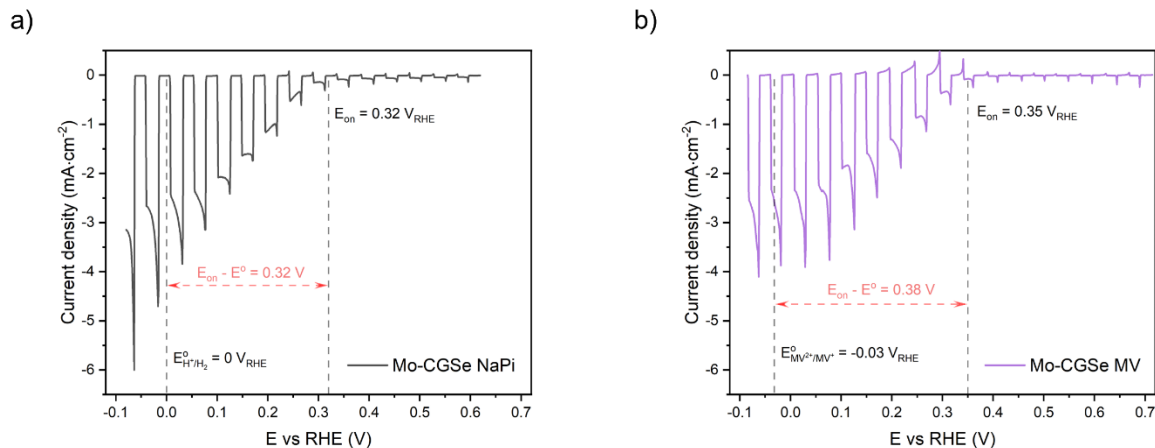 a)
0
-1
-2
-3
-4
-5
-6
Current density (mA·cm⁻²)
E_on = 0.32 V_RHE
E_on - E° = 0.32 V
E°_H⁺/H₂ = 0 V_RHE
Mo-CGSe NaPi
-0.1 0.0 0.1 0.2 0.3 0.4 0.5 0.6 0.7
E vs RHE (V)
b)
0
-1
-2
-3
-4
-5
-6
Current density (mA·cm⁻²)
E_on = 0.35 V_RHE
E_on - E° = 0.38 V
E°_MV²⁺/MV⁺ = -0.03 V_RHE
Mo-CGSe MV
-0.1 0.0 0.1 0.2 0.3 0.4 0.5 0.6 0.7
E vs RHE (V)